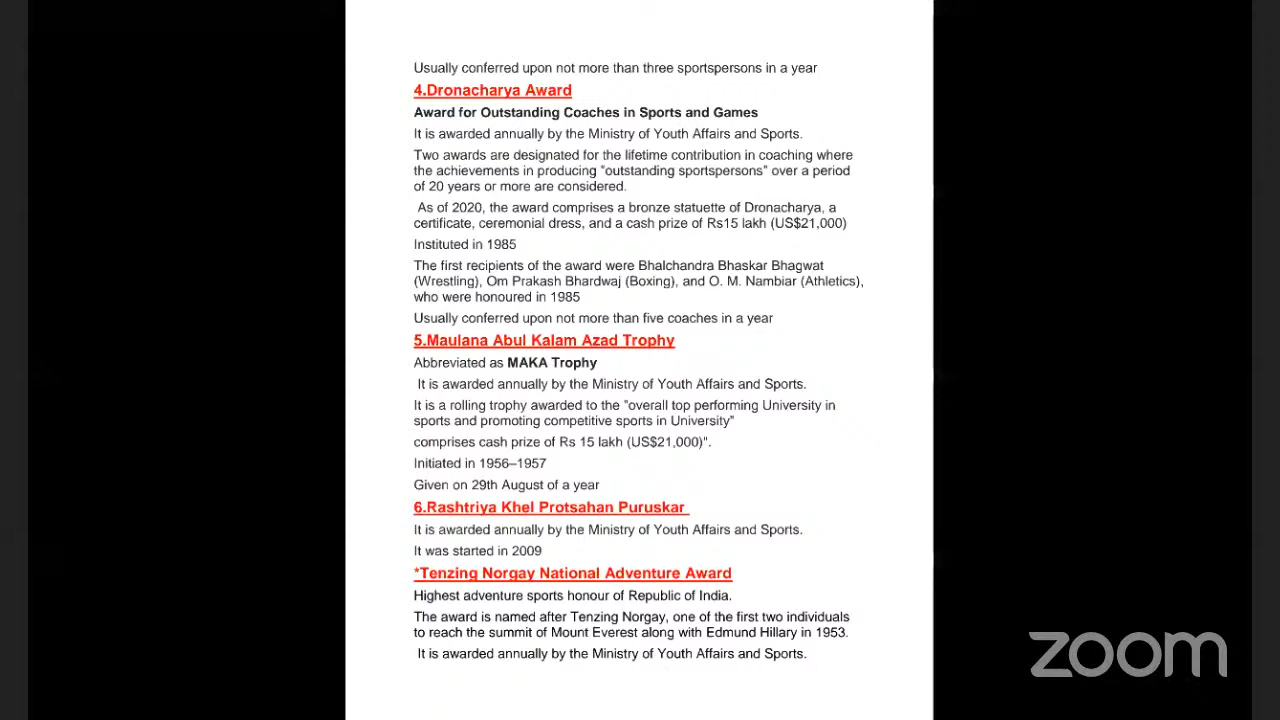 Usually conferred upon not more than three sportspersons in a year
4.Dronacharya Award
Award for Outstanding Coaches in Sports and Games
It is awarded annually by the Ministry of Youth Affairs and Sports.
Two awards are designated for the lifetime contribution in coaching where
the achievements in producing "outstanding sportspersons" over a period
of 20 years or more are considered.
As of 2020, the award comprises a bronze statuette of Dronacharya, a
certificate, ceremonial dress, and a cash prize of Rs15 lakh (US$21,000)
Instituted in 1985
The first recipients of the award were Bhalchandra Bhaskar Bhagwat
(Wrestling), Om Prakash Bhardwaj (Boxing), and O. M. Nambiar (Athletics),
who were honoured in 1985
Usually conferred upon not more than five coaches in a year
5.Maulana Abul Kalam Azad Trophy
Abbreviated as MAKA Trophy
It is awarded annually by the Ministry of Youth Affairs and Sports.
It is a rolling trophy awarded to the "overall top performing University in
sports and promoting competitive sports in University"
comprises cash prize of Rs 15 lakh (US$21,000)".
Initiated in 1956–1957
Given on 29th August of a year
6.Rashtriya Khel Protsahan Puruskar
It is awarded annually by the Ministry of Youth Affairs and Sports.
It was started in 2009
*Tenzing Norgay National Adventure Award
Highest adventure sports honour of Republic of India.
The award is named after Tenzing Norgay, one of the first two individuals
to reach the summit of Mount Everest along with Edmund Hillary in 1953.
It is awarded annually by the Ministry of Youth Affairs and Sports.
zoom